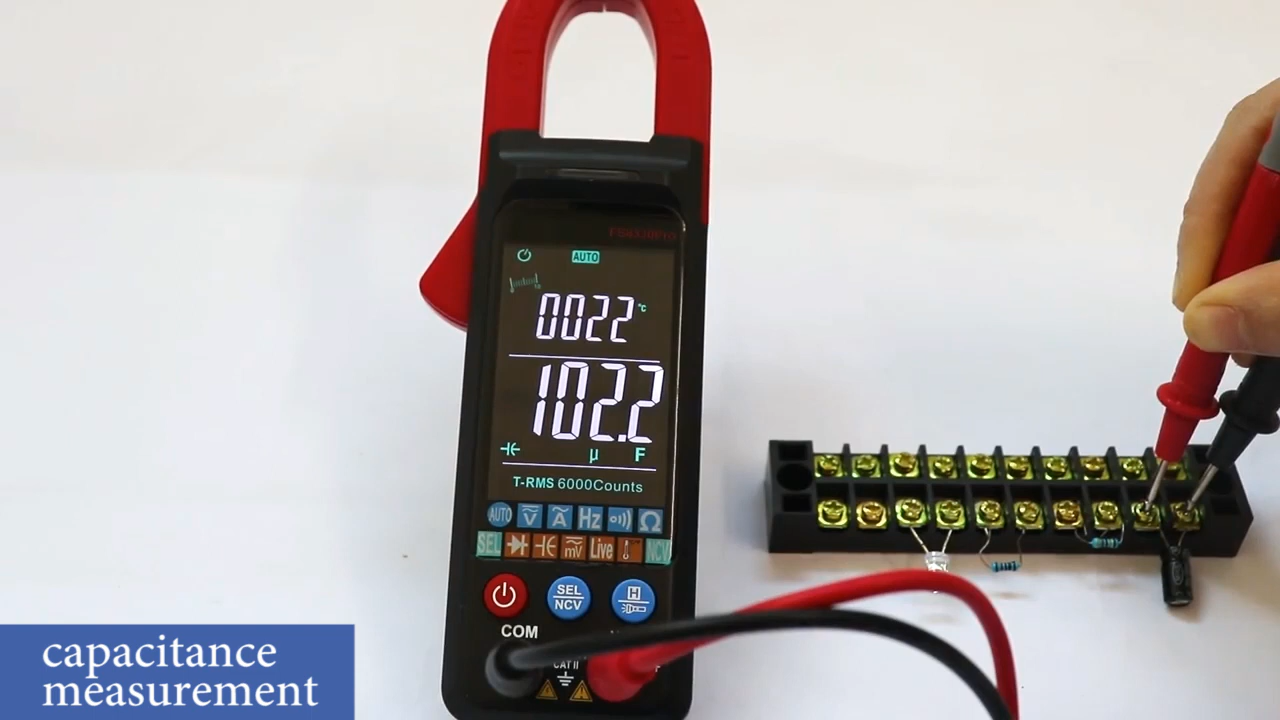 AUTO
0022 °C
102.2
µ F
T-RMS 6000Counts
AUTO V A Hz Ω
SEL mV Live NCV
SEL
NCV
H
COM
CAT II
capacitance
measurement